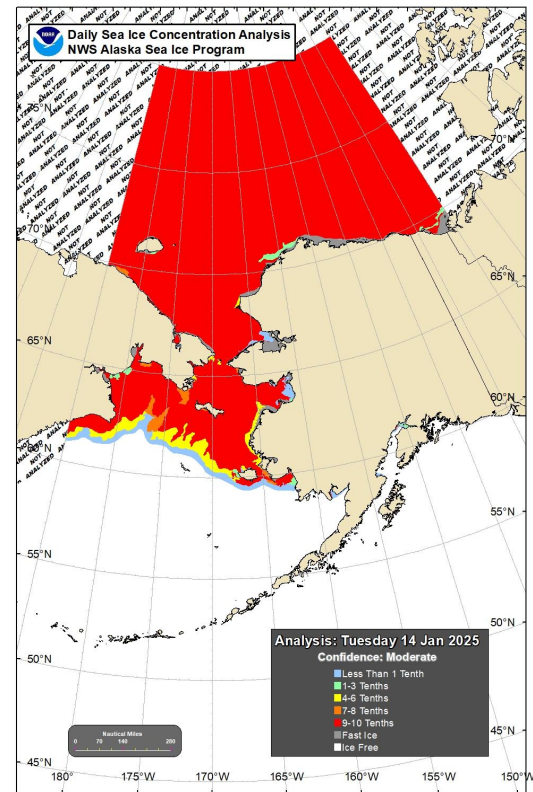 NOAA
Daily Sea Ice Concentration Analysis
NWS Alaska Sea Ice Program
NOT ANALYZED
75°N
70°N
70°N
65°N
65°N
60°N
60°N
55°N
55°N
50°N
50°N
45°N
45°N
Analysis: Tuesday 14 Jan 2025
Confidence: Moderate
Less Than 1 Tenth
1-3 Tenths
4-6 Tenths
7-8 Tenths
9-10 Tenths
Fast Ice
Ice Free
Nautical Miles
0 70 140 280
180° 175°W 170°W 165°W 160°W 155°W 150°W